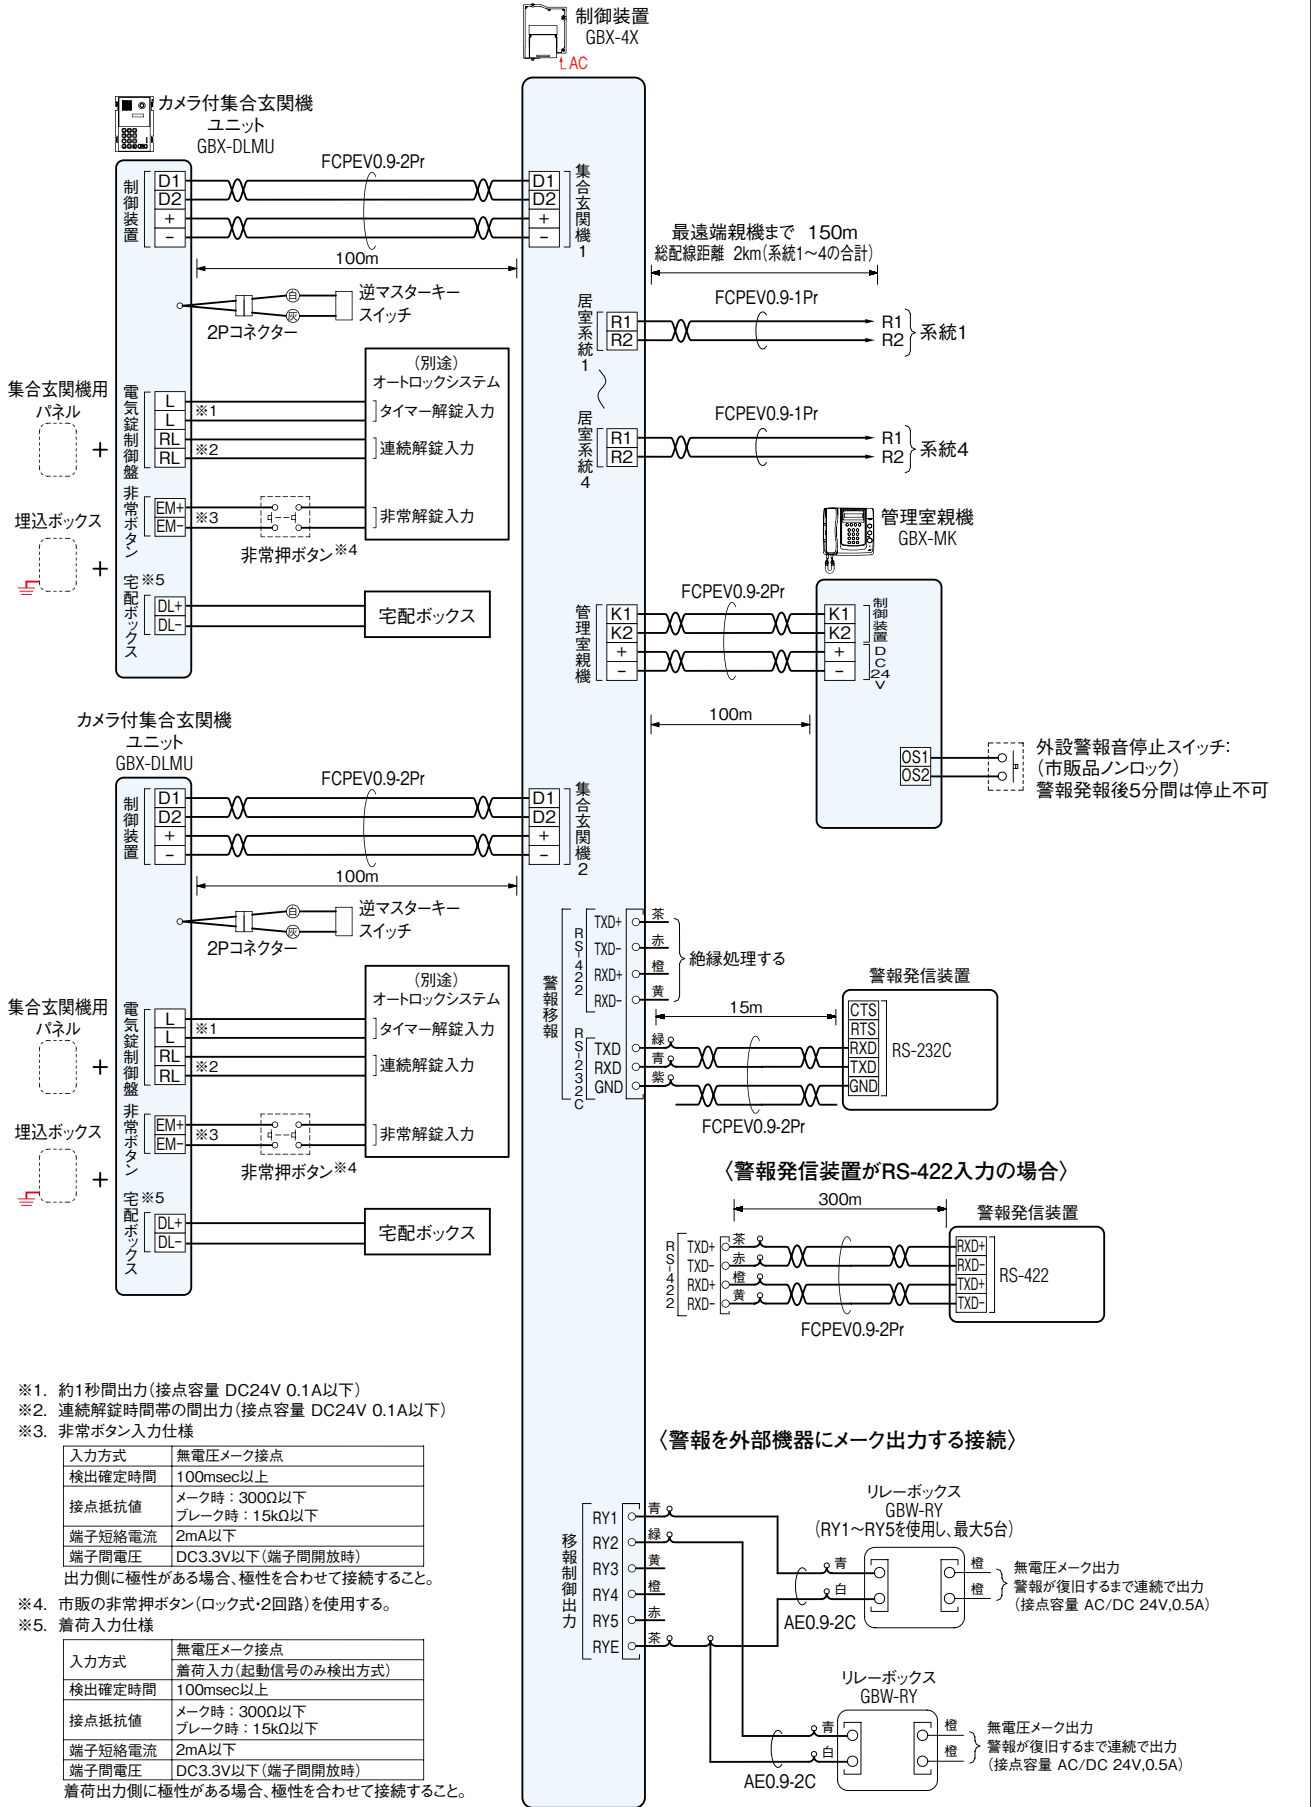 制御装置
GBX-4X
AC
カメラ付集合玄関機
ユニット
GBX-DLMU
制御装置
D1
D2
+
-
FCPEV0.9-2Pr
100m
D1
D2
+
-
集合玄関機1
白
灰
2Pコネクター
逆マスターキー
スイッチ
集合玄関機用
パネル
+
埋込ボックス
+
電気錠制御盤
L
L
RL
RL
※1
※2
(別途)
オートロックシステム
タイマー解錠入力
連続解錠入力
非常解錠入力
非常ボタン
EM+
EM-
※3
非常押ボタン※4
宅配ボックス
※5
DL+
DL-
宅配ボックス
最遠端親機まで 150m
総配線距離 2km(系統1～4の合計)
居室系統1
R1
R2
FCPEV0.9-1Pr
R1
R2
系統1
居室系統4
R1
R2
FCPEV0.9-1Pr
R1
R2
系統4
管理室親機
GBX-MK
管理室親機
K1
K2
+
-
FCPEV0.9-2Pr
100m
K1
K2
+
-
制御装置
DC24V
OS1
OS2
外設警報音停止スイッチ:
(市販品ノンロック)
警報発報後5分間は停止不可
カメラ付集合玄関機
ユニット
GBX-DLMU
制御装置
D1
D2
+
-
FCPEV0.9-2Pr
100m
D1
D2
+
-
集合玄関機2
白
灰
2Pコネクター
逆マスターキー
スイッチ
集合玄関機用
パネル
+
埋込ボックス
+
電気錠制御盤
L
L
RL
RL
※1
※2
(別途)
オートロックシステム
タイマー解錠入力
連続解錠入力
非常解錠入力
非常ボタン
EM+
EM-
※3
非常押ボタン※4
宅配ボックス
※5
DL+
DL-
宅配ボックス
警報移報
RS-422
TXD+
TXD-
RXD+
RXD-
茶
赤
橙
黄
絶縁処理する
RS-232C
TXD
RXD
GND
緑
青
紫
15m
FCPEV0.9-2Pr
警報発信装置
CTS
RTS
RXD
TXD
GND
RS-232C
〈警報発信装置がRS-422入力の場合〉
300m
警報発信装置
RS-422
TXD+
TXD-
RXD+
RXD-
茶
赤
橙
黄
FCPEV0.9-2Pr
RXD+
RXD-
TXD+
TXD-
RS-422
※1. 約1秒間出力(接点容量 DC24V 0.1A以下)
※2. 連続解錠時間帯の間出力(接点容量 DC24V 0.1A以下)
※3. 非常ボタン入力仕様
入力方式 無電圧メーク接点
検出確定時間 100msec以上
接点抵抗値 メーク時：300Ω以下
ブレーク時：15kΩ以下
端子短絡電流 2mA以下
端子間電圧 DC3.3V以下(端子間開放時)
出力側に極性がある場合、極性を合わせて接続すること。
※4. 市販の非常押ボタン(ロック式・2回路)を使用する。
※5. 着荷入力仕様
入力方式 無電圧メーク接点
着荷入力(起動信号のみ検出方式)
検出確定時間 100msec以上
接点抵抗値 メーク時：300Ω以下
ブレーク時：15kΩ以下
端子短絡電流 2mA以下
端子間電圧 DC3.3V以下(端子間開放時)
着荷出力側に極性がある場合、極性を合わせて接続すること。
〈警報を外部機器にメーク出力する接続〉
移報制御出力
RY1
RY2
RY3
RY4
RY5
RYE
青
緑
黄
橙
赤
茶
リレーボックス
GBW-RY
(RY1～RY5を使用し、最大5台)
青
白
AE0.9-2C
橙
橙
無電圧メーク出力
警報が復旧するまで連続で出力
(接点容量 AC/DC 24V,0.5A)
リレーボックス
GBW-RY
青
白
AE0.9-2C
橙
橙
無電圧メーク出力
警報が復旧するまで連続で出力
(接点容量 AC/DC 24V,0.5A)